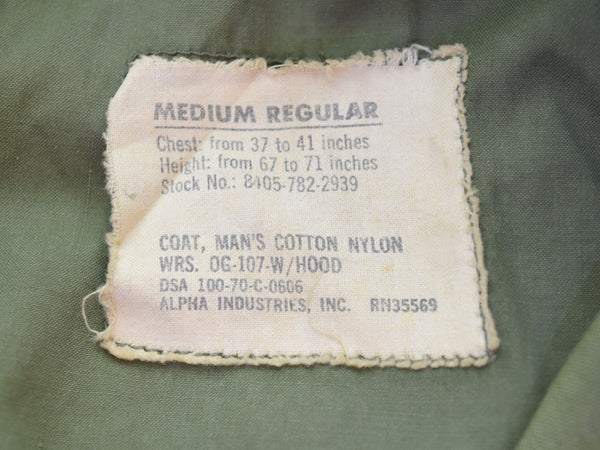 MEDIUM REGULAR
Chest: from 37 to 41 inches
Height: from 67 to 71 inches
Stock No.: 8405-782-2939
COAT, MAN'S COTTON NYLON
WRS. OG-107-W/HOOD
DSA 100-70-C-0606
ALPHA INDUSTRIES, INC. RN35569